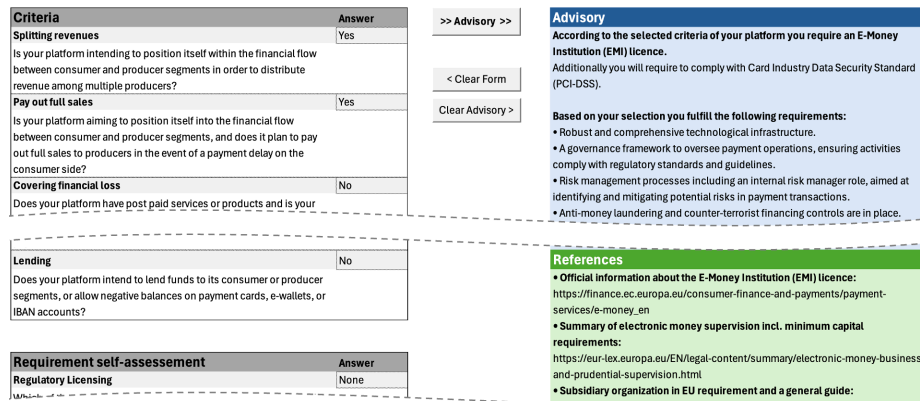 Criteria Answer
Splitting revenues Yes
Is your platform intending to position itself within the financial flow
between consumer and producer segments in order to distribute
revenue among multiple producers?
Pay out full sales Yes
Is your platform aiming to position itself into the financial flow
between consumer and producer segments, and does it plan to pay
out full sales to producers in the event of a payment delay on the
consumer side?
Covering financial loss No
Does your platform have post paid services or products and is your
Lending No
Does your platform intend to lend funds to its consumer or producer
segments, or allow negative balances on payment cards, e-wallets, or
IBAN accounts?
Requirement self-assessment Answer
Regulatory Licensing None
>> Advisory >>
< Clear Form
Clear Advisory >
Advisory
According to the selected criteria of your platform you require an E-Money
Institution (EMI) licence.
Additionally you will require to comply with Card Industry Data Security Standard
(PCI-DSS).
Based on your selection you fulfill the following requirements:
• Robust and comprehensive technological infrastructure.
• A governance framework to oversee payment operations, ensuring activities
comply with regulatory standards and guidelines.
• Risk management processes including an internal risk manager role, aimed at
identifying and mitigating potential risks in payment transactions.
• Anti-money laundering and counter-terrorist financing controls are in place.
References
• Official information about the E-Money Institution (EMI) licence:
https://finance.ec.europa.eu/consumer-finance-and-payments/payment-
services/e-money_en
• Summary of electronic money supervision incl. minimum capital
requirements:
https://eur-lex.europa.eu/EN/legal-content/summary/electronic-money-business
and-prudential-supervision.html
• Subsidiary organization in EU requirement and a general guide: